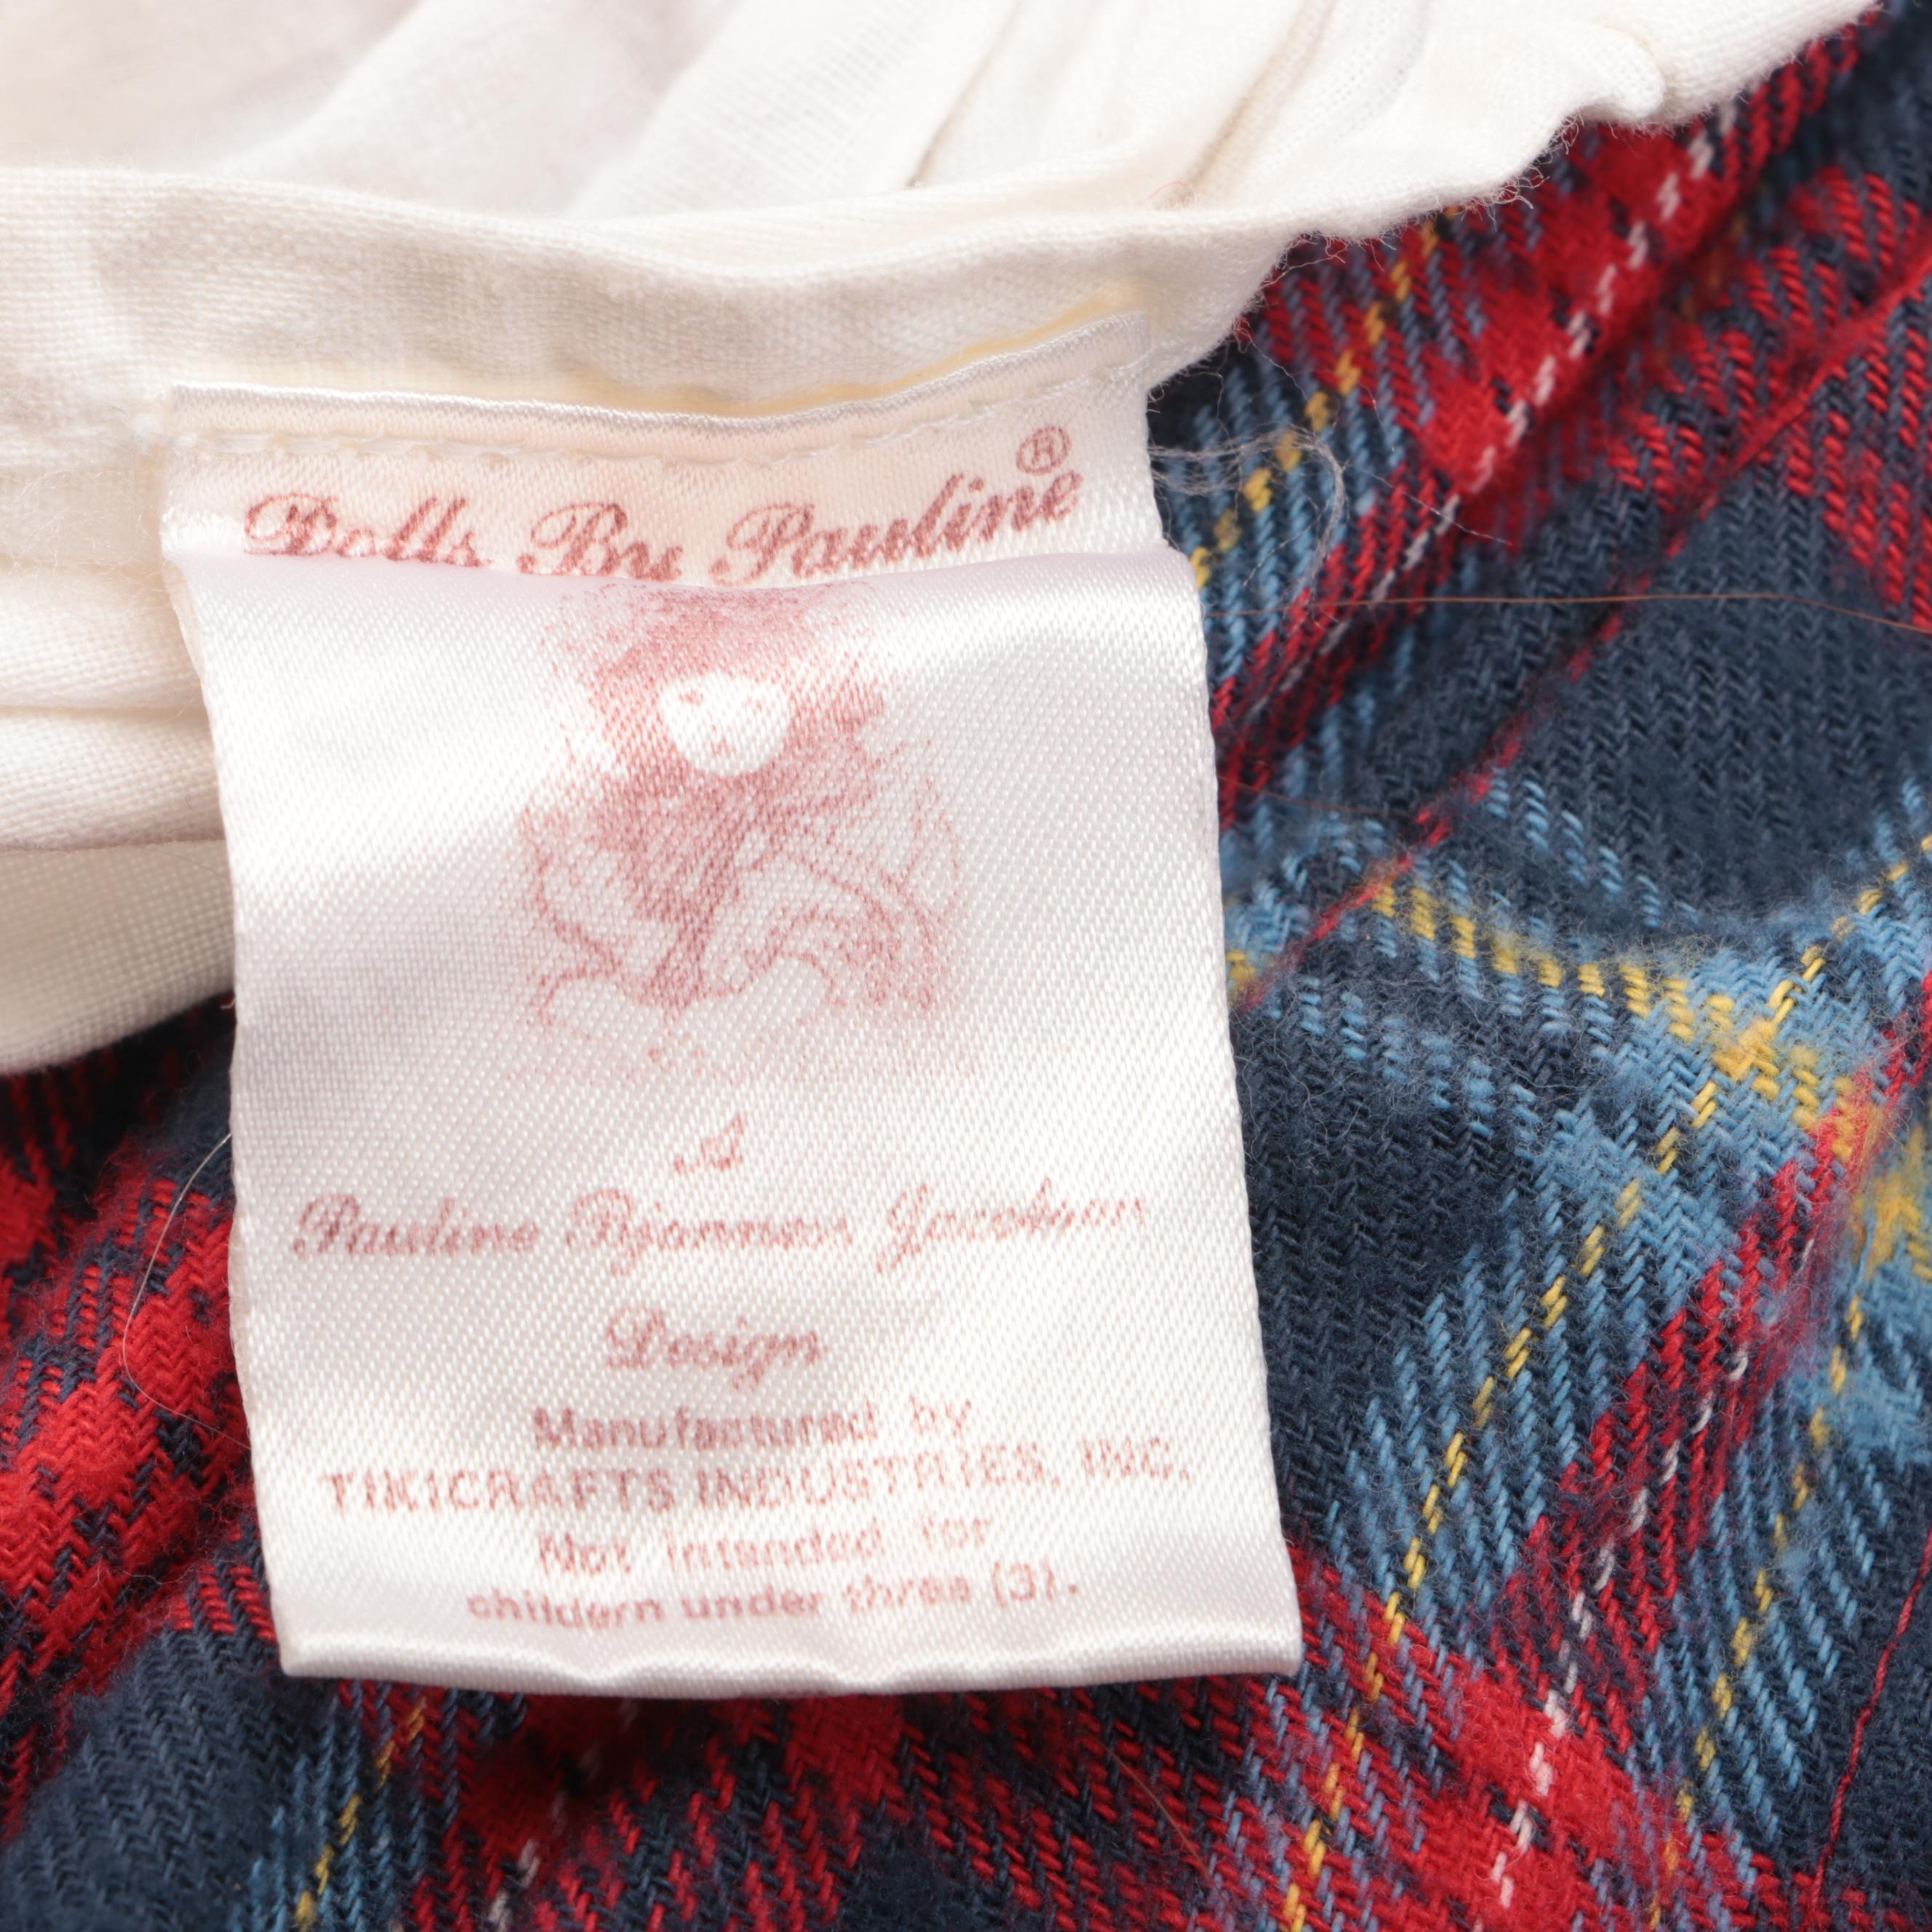 Dolls By Pauline®
A
Pauline Bjonness Jacobsen
Design
Manufactured by
TIKICRAFTS INDUSTRIES, INC.
Not intended for
childern under three (3).